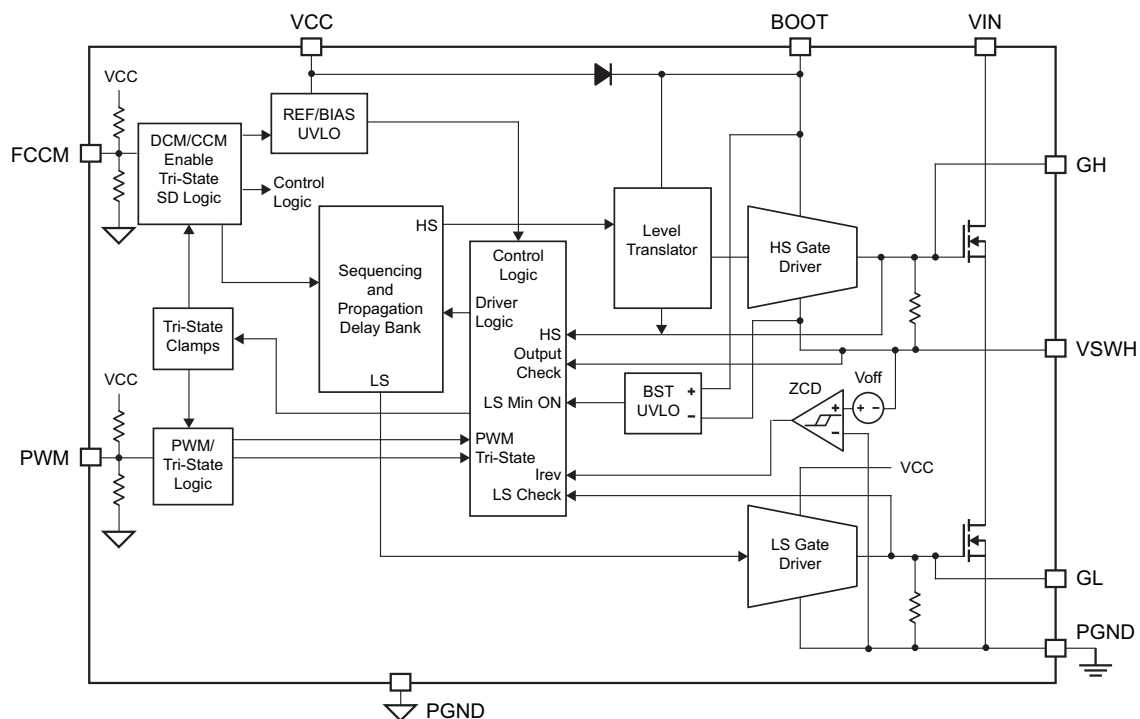 VCC
BOOT
VIN
VCC
REF/BIAS
UVLO
FCCM
DCM/CCM
Enable
Tri-State
SD Logic
Control
Logic
GH
HS
Level
Translator
HS Gate
Driver
Sequencing
and
Propagation
Delay Bank
LS
Control
Logic
Driver
Logic
HS
Output
Check
LS Min ON
PWM
Tri-State
Irev
LS Check
Tri-State
Clamps
VSWH
BST
UVLO
+
-
ZCD
Voff
+
-
+ -
VCC
PWM
PWM/
Tri-State
Logic
VCC
LS Gate
Driver
GL
PGND
PGND